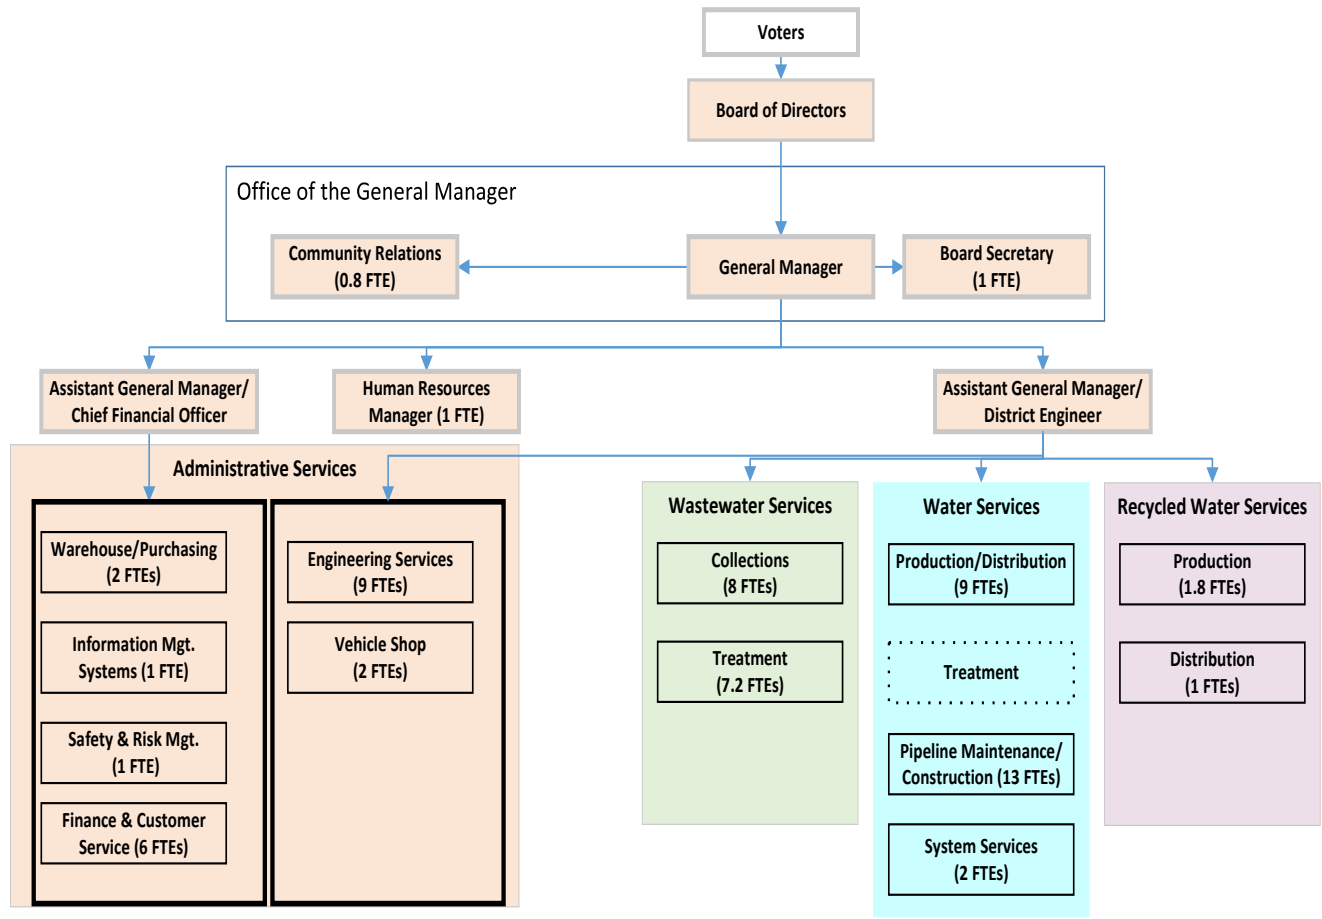 Voters
Board of Directors
Office of the General Manager
Community Relations
(0.8 FTE)
General Manager
Board Secretary
(1 FTE)
Assistant General Manager/
Chief Financial Officer
Human Resources
Manager (1 FTE)
Assistant General Manager/
District Engineer
Administrative Services
Warehouse/Purchasing
(2 FTEs)
Information Mgt.
Systems (1 FTE)
Safety & Risk Mgt.
(1 FTE)
Finance & Customer
Service (6 FTEs)
Engineering Services
(9 FTEs)
Vehicle Shop
(2 FTEs)
Wastewater Services
Collections
(8 FTEs)
Treatment
(7.2 FTEs)
Water Services
Production/Distribution
(9 FTEs)
Treatment
Pipeline Maintenance/
Construction (13 FTEs)
System Services
(2 FTEs)
Recycled Water Services
Production
(1.8 FTEs)
Distribution
(1 FTEs)